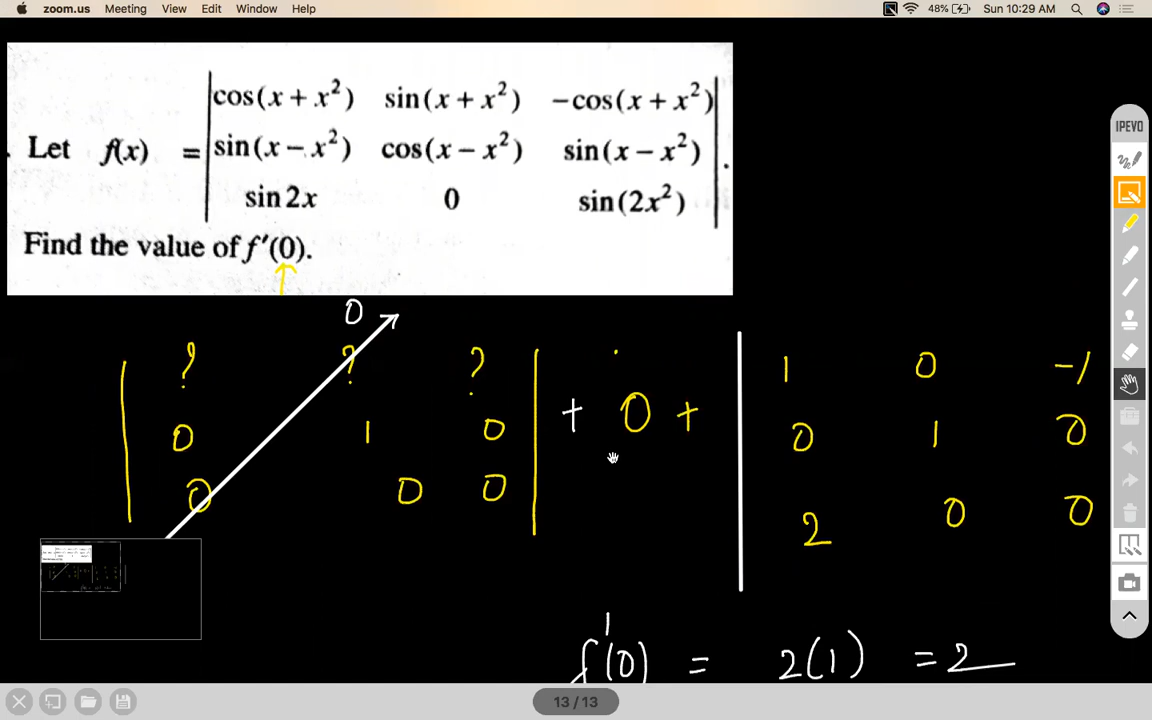 zoom.us Meeting View Edit Window Help 48% Sun 10:29 AM
cos(x + x²) sin(x + x²) −cos(x + x²)
Let f(x) = sin(x − x²) cos(x − x²) sin(x − x²) .
sin 2x 0 sin(2x²)
Find the value of f′(0).
0
? ? ? 1 0 -1
0 1 0 + 0 + 0 1 0
0 0 0 2 0 0
f'(0) = 2(1) = 2
IPEVO
13 / 13